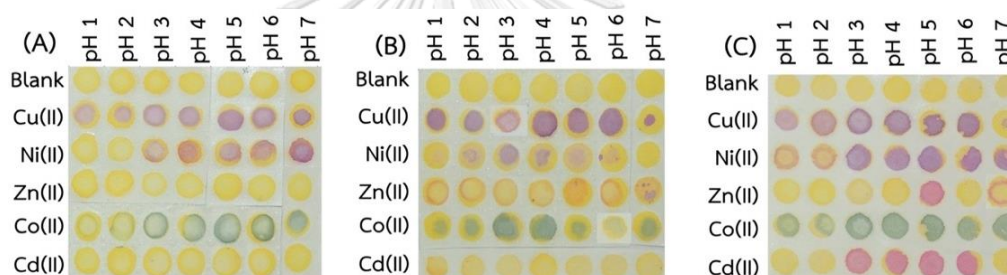 (A) pH 1 pH 2 pH 3 pH 4 pH 5 pH 6 pH 7
Blank
Cu(II)
Ni(II)
Zn(II)
Co(II)
Cd(II)
(B) pH 1 pH 2 pH 3 pH 4 pH 5 pH 6 pH 7
Blank
Cu(II)
Ni(II)
Zn(II)
Co(II)
Cd(II)
(C) pH 1 pH 2 pH 3 pH 4 pH 5 pH 6 pH 7
Blank
Cu(II)
Ni(II)
Zn(II)
Co(II)
Cd(II)